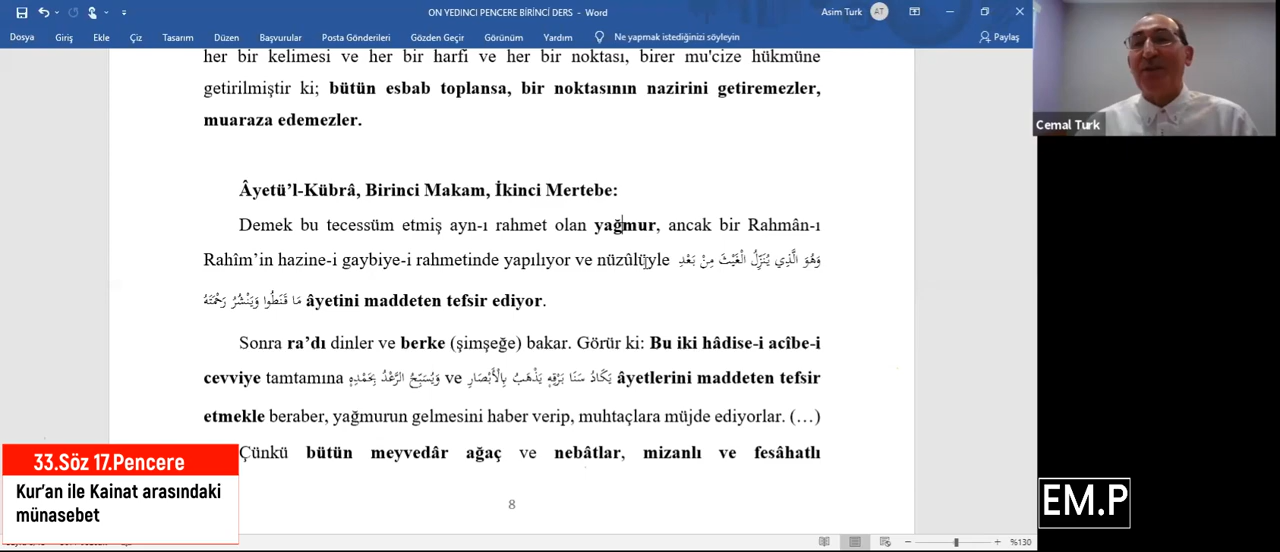 ON YEDINCI PENCERE BİRİNCİ DERS - Word
Asim Turk
AT
Dosya Giriş Ekle Çiz Tasarım Düzen Başvurular Posta Gönderileri Gözden Geçir Görünüm Yardım Ne yapmak istediğinizi söyleyin Paylaş
her bir kelimesi ve her bir harfi ve her bir noktası, birer mu'cize hükmüne
getirilmiştir ki; bütün esbab toplansa, bir noktasının nazirini getiremezler,
muaraza edemezler.
Âyetü'l-Kübrâ, Birinci Makam, İkinci Mertebe:
Demek bu tecessüm etmiş ayn-ı rahmet olan yağmur, ancak bir Rahmân-ı
Rahîm'in hazine-i gaybiye-i rahmetinde yapılıyor ve nüzûlüyle وَهُوَ الَّذِي يُنَزِّلُ الْغَيْثَ مِنْ بَعْدِ
مَا قَنَطُوا وَيَنْشُرُ رَحْمَتَهُ âyetini maddeten tefsir ediyor.
Sonra ra'dı dinler ve berke (şimşeğe) bakar. Görür ki: Bu iki hâdise-i acîbe-i
cevviye tamtamına وَيُسَبِّحُ الرَّعْدُ بِحَمْدِهِ ve يَكَادُ سَنَا بَرْقِهِ يَذْهَبُ بِالْأَبْصَارِ âyetlerini maddeten tefsir
etmekle beraber, yağmurun gelmesini haber verip, muhtaçlara müjde ediyorlar. (…)
Çünkü bütün meyvedâr ağaç ve nebâtlar, mizanlı ve fesâhatlı
8
%130
Cemal Turk
33.Söz 17.Pencere
Kur'an ile Kainat arasındaki
münasebet
EM.P